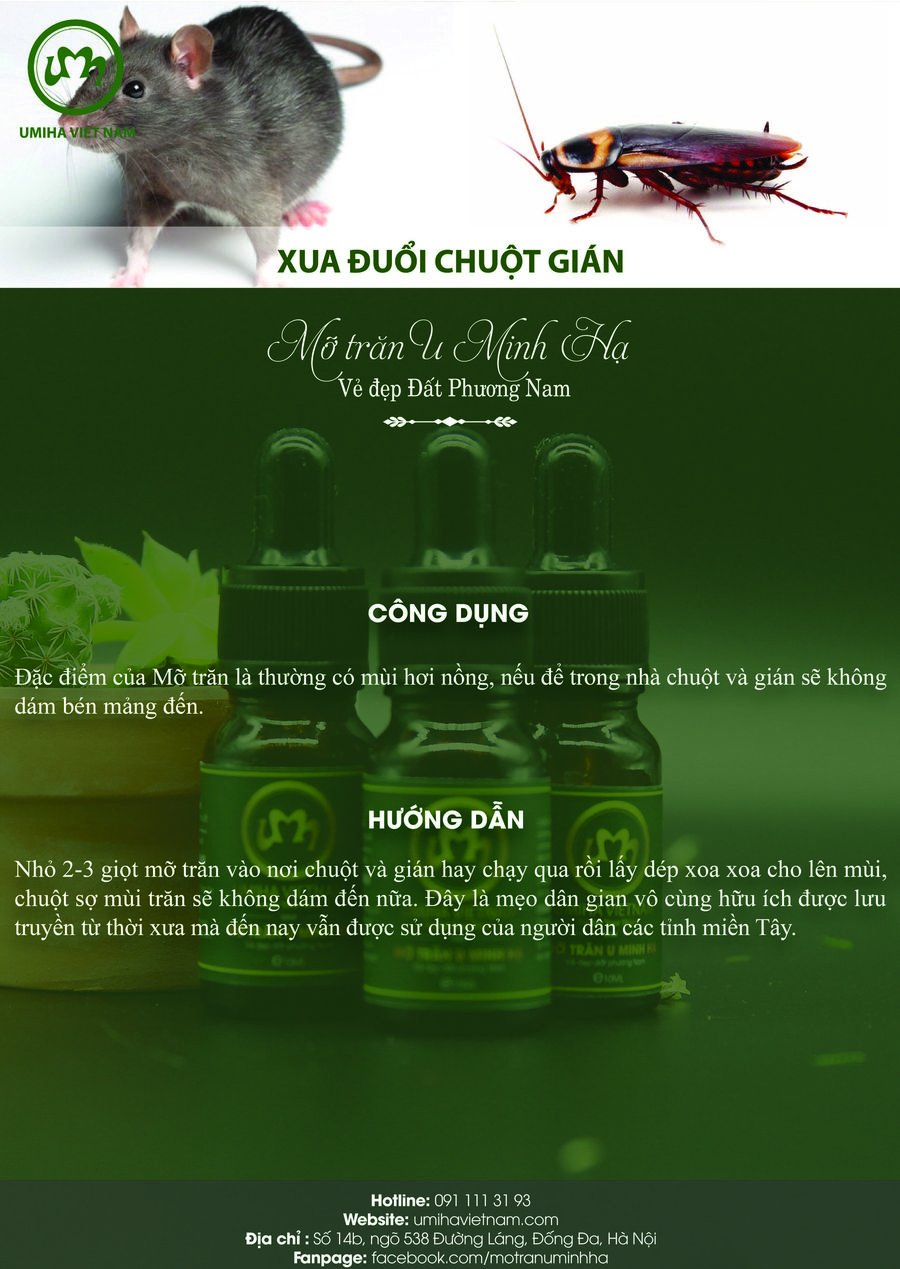 UMIHA VIET NAM
XUA ĐUỔI CHUỘT GIÁN
Mỡ trăn U Minh Hạ
Vẻ đẹp Đất Phương Nam
CÔNG DỤNG
Đặc điểm của Mỡ trăn là thường có mùi hơi nồng, nếu để trong nhà chuột và gián sẽ không
dám bén mảng đến.
HƯỚNG DẪN
Nhỏ 2-3 giọt mỡ trăn vào nơi chuột và gián hay chạy qua rồi lấy dép xoa xoa cho lên mùi,
chuột sợ mùi trăn sẽ không dám đến nữa. Đây là mẹo dân gian vô cùng hữu ích được lưu
truyền từ thời xưa mà đến nay vẫn được sử dụng của người dân các tỉnh miền Tây.
Hotline: 091 111 31 93
Website: umihavietnam.com
Địa chỉ : Số 14b, ngõ 538 Đường Láng, Đống Đa, Hà Nội
Fanpage: facebook.com/motranuminhha